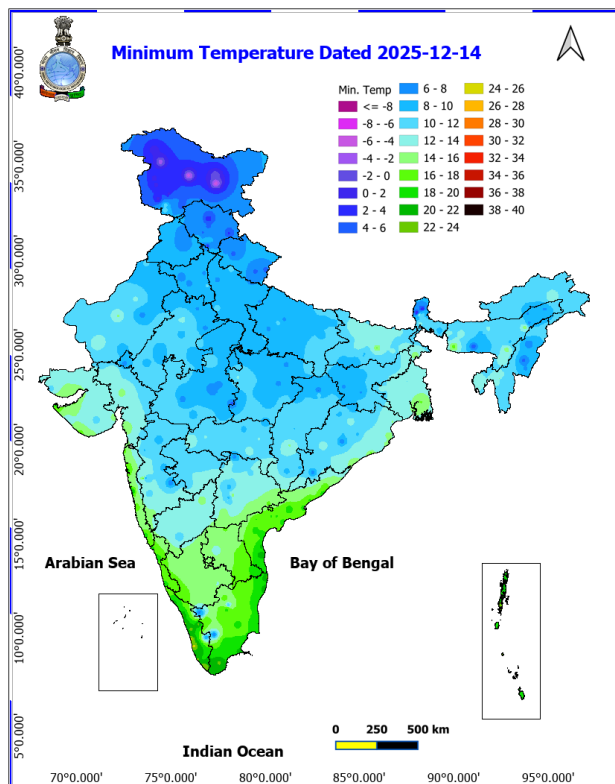 Minimum Temperature Dated 2025-12-14
Min. Temp
<= -8
-8 - -6
-6 - -4
-4 - -2
-2 - 0
0 - 2
2 - 4
4 - 6
6 - 8
8 - 10
10 - 12
12 - 14
14 - 16
16 - 18
18 - 20
20 - 22
22 - 24
24 - 26
26 - 28
28 - 30
30 - 32
32 - 34
34 - 36
36 - 38
38 - 40
40°0.000'
35°0.000'
30°0.000'
25°0.000'
20°0.000'
15°0.000'
10°0.000'
5°0.000'
Arabian Sea
Bay of Bengal
0 250 500 km
Indian Ocean
70°0.000' 75°0.000' 80°0.000' 85°0.000' 90°0.000' 95°0.000'